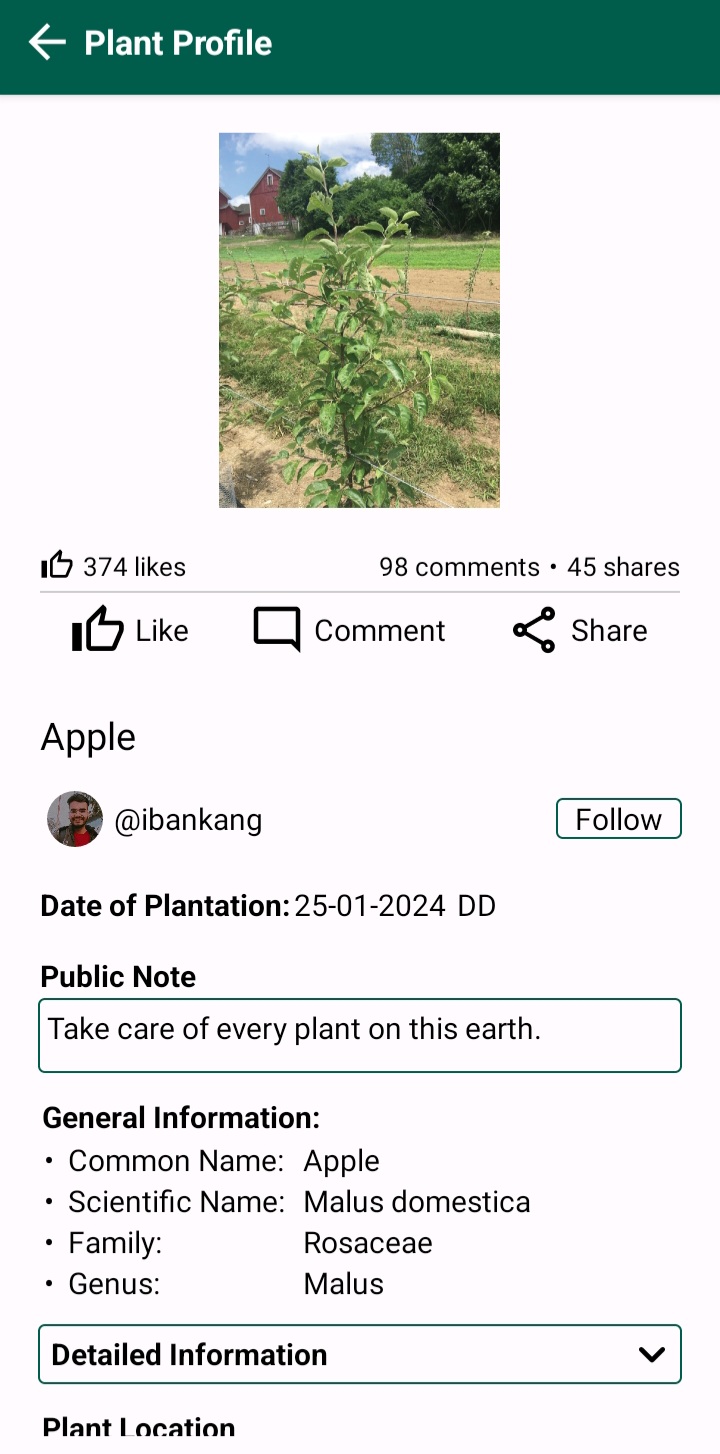 Plant Profile
374 likes 98 comments • 45 shares
Like Comment Share
Apple
@ibankang Follow
Date of Plantation: 25-01-2024 DD
Public Note
Take care of every plant on this earth.
General Information:
• Common Name: Apple
• Scientific Name: Malus domestica
• Family: Rosaceae
• Genus: Malus
Detailed Information
Plant Location